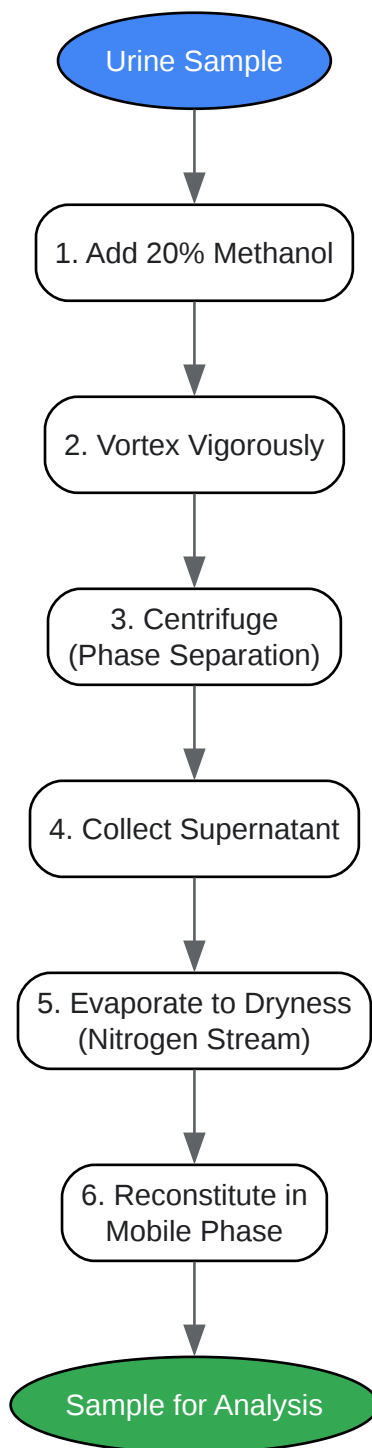 Urine Sample
1. Add 20% Methanol
2. Vortex Vigorously
3. Centrifuge
(Phase Separation)
4. Collect Supernatant
5. Evaporate to Dryness
(Nitrogen Stream)
6. Reconstitute in
Mobile Phase
Sample for Analysis